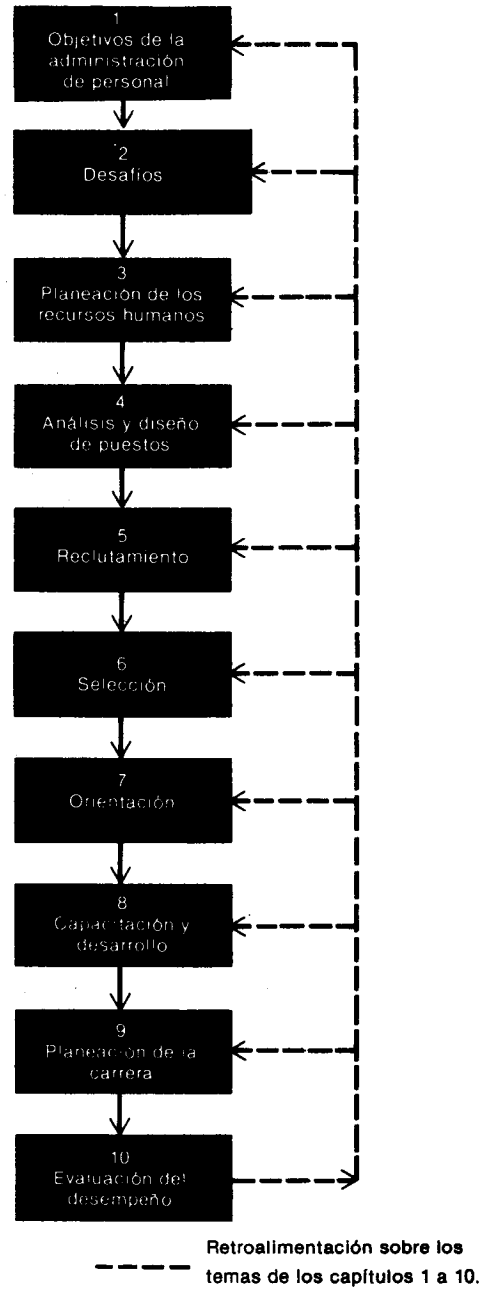 1
Objetivos de la
administración
de personal
2
Desafíos
3
Planeación de los
recursos humanos
4
Análisis y diseño
de puestos
5
Reclutamiento
6
Selección
7
Orientación
8
Capacitación y
desarrollo
9
Planeación de la
carrera
10
Evaluación del
desempeño
Retroalimentación sobre los
temas de los capítulos 1 a 10.